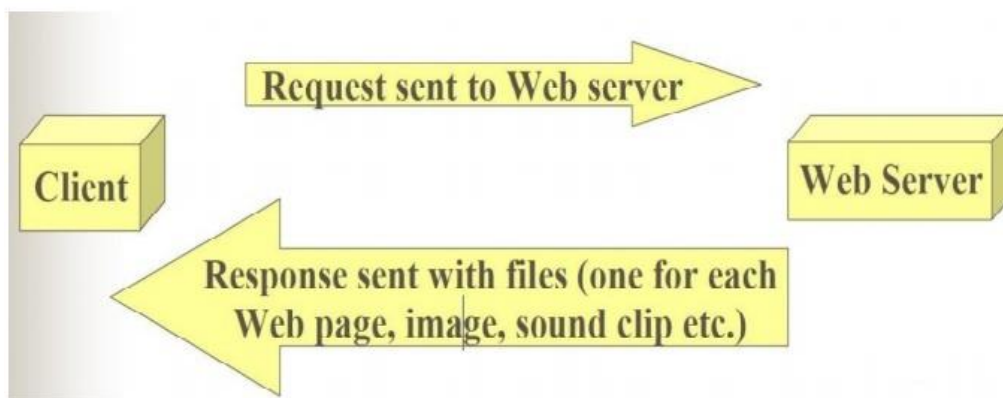 Request sent to Web server
Client
Web Server
Response sent with files (one for each
Web page, image, sound clip etc.)